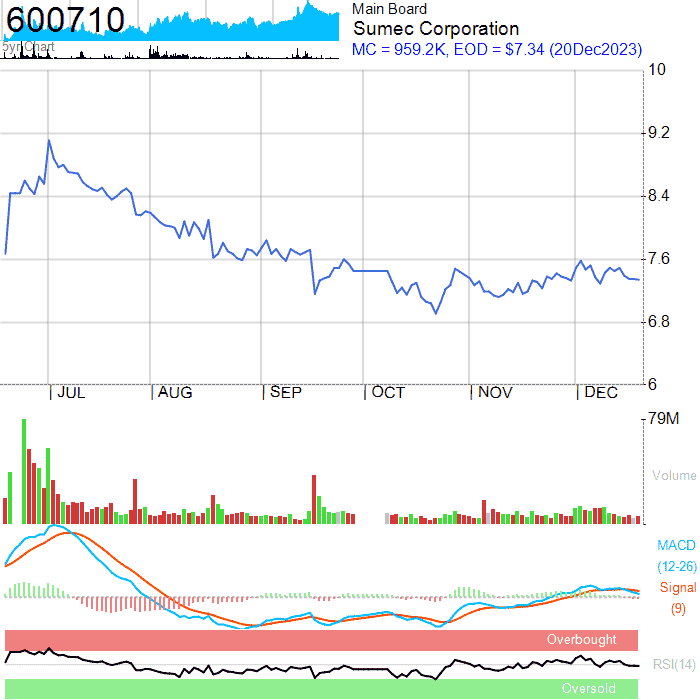 600710
5yr Chart
Main Board
Sumec Corporation
MC = 959.2K, EOD = $7.34 (20Dec2023)
10
9.2
8.4
7.6
6.8
6
JUL
AUG
SEP
OCT
NOV
DEC
79M
Volume
MACD
(12-26)
Signal
(9)
Overbought
RSI(14)
Oversold